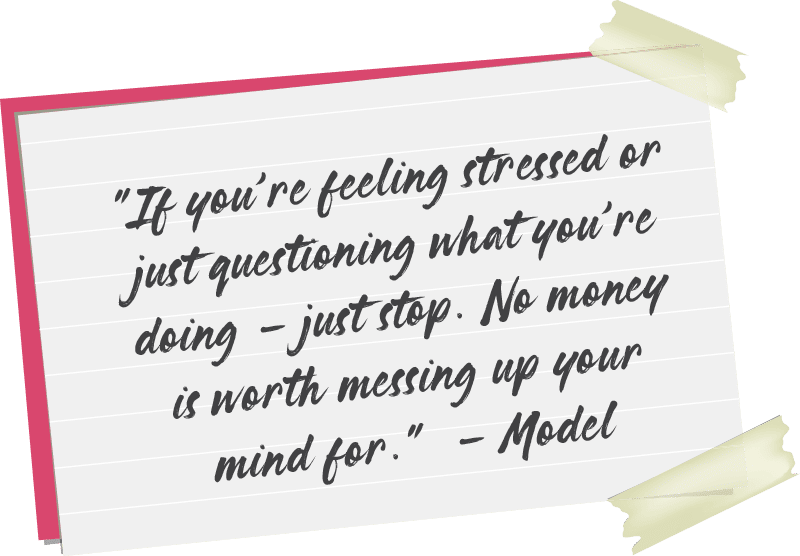 "If you're feeling stressed or
just questioning what you're
doing - just stop. No money
is worth messing up your
mind for." - Model